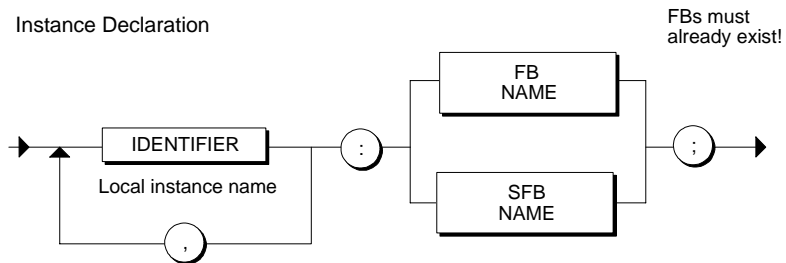 Instance Declaration
FBs must
already exist!
FB
NAME
IDENTIFIER
:
;
Local instance name
SFB
NAME
,